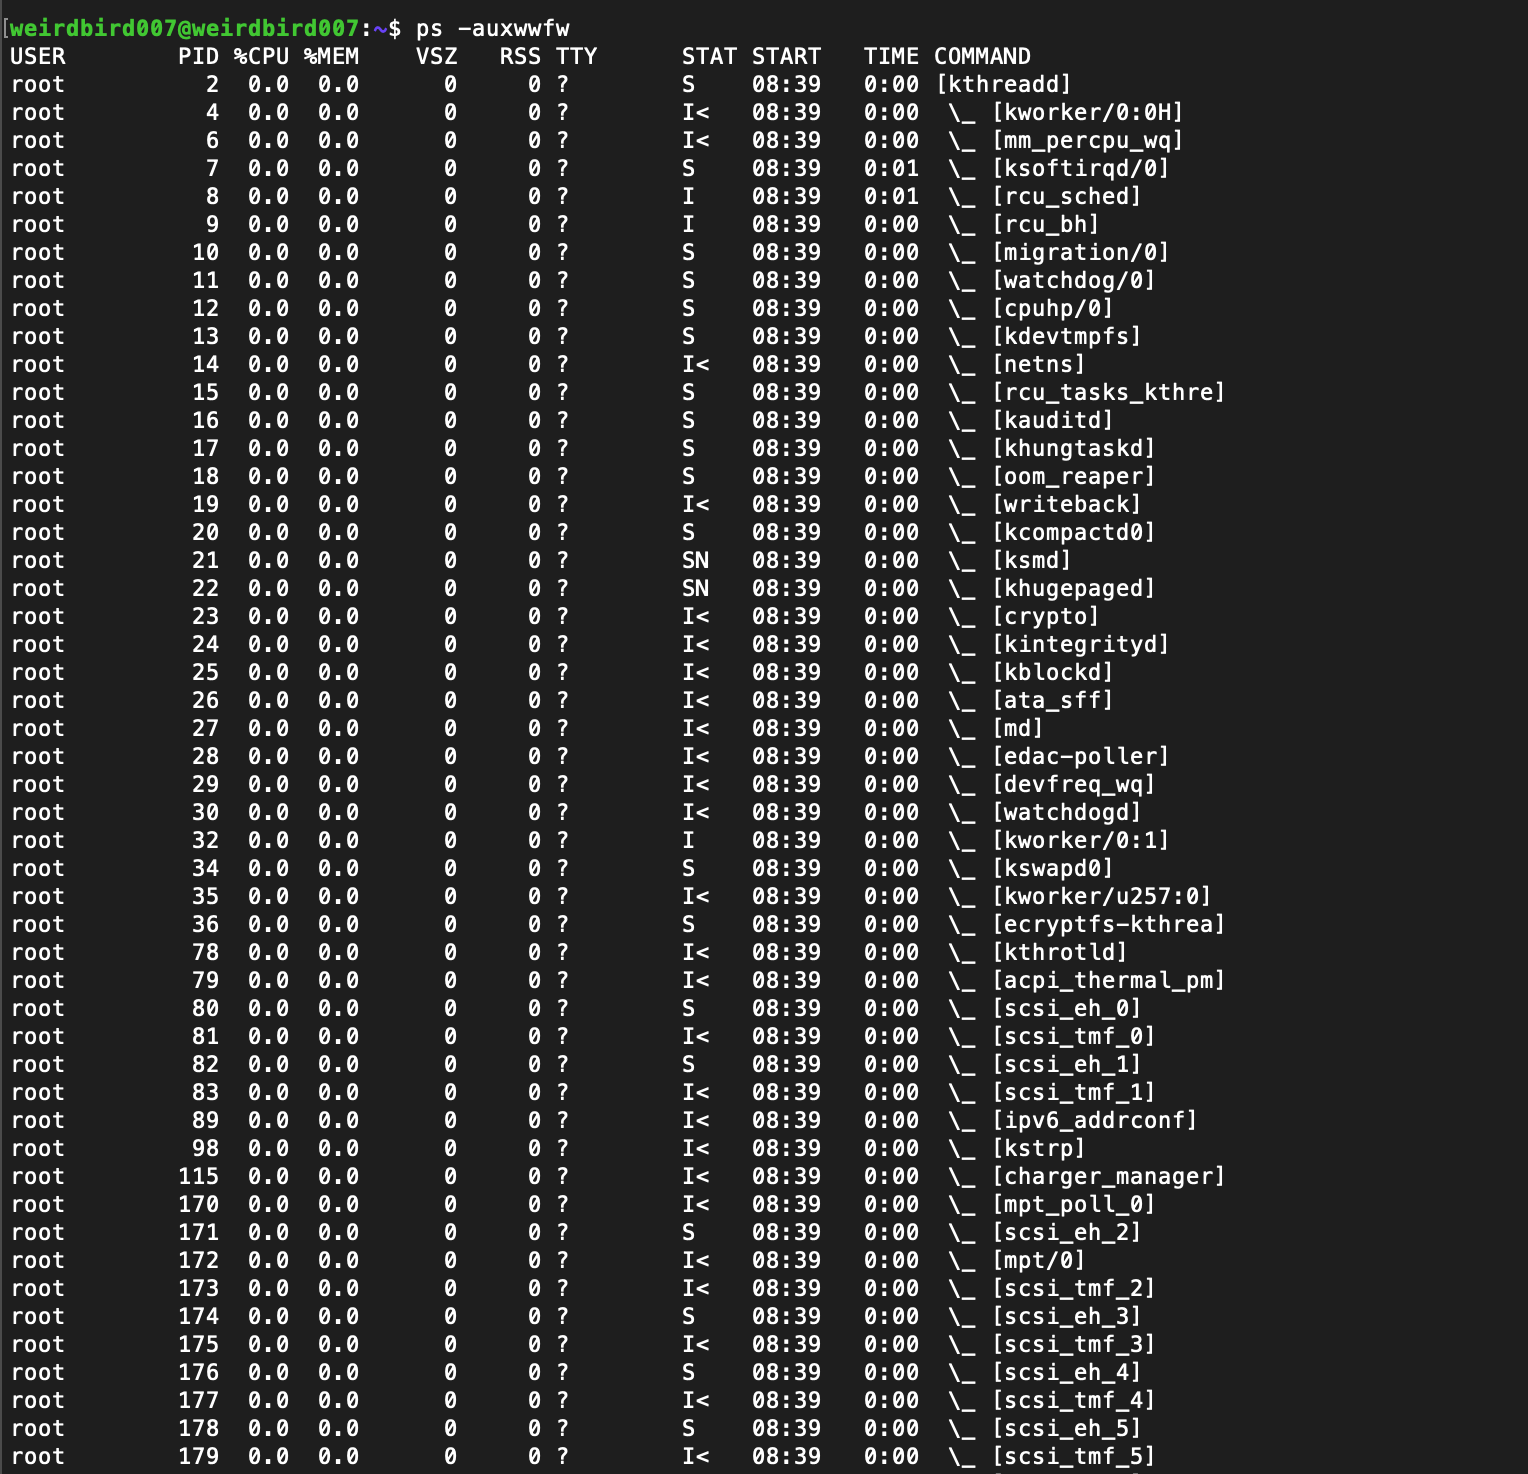 [weirdbird007@weirdbird007:~$ ps -auxwwfw
USER        PID %CPU %MEM    VSZ   RSS TTY      STAT START   TIME COMMAND
root          2  0.0  0.0      0     0 ?        S    08:39   0:00 [kthreadd]
root          4  0.0  0.0      0     0 ?        I<   08:39   0:00  \_ [kworker/0:0H]
root          6  0.0  0.0      0     0 ?        I<   08:39   0:00  \_ [mm_percpu_wq]
root          7  0.0  0.0      0     0 ?        S    08:39   0:01  \_ [ksoftirqd/0]
root          8  0.0  0.0      0     0 ?        I    08:39   0:01  \_ [rcu_sched]
root          9  0.0  0.0      0     0 ?        I    08:39   0:00  \_ [rcu_bh]
root         10  0.0  0.0      0     0 ?        S    08:39   0:00  \_ [migration/0]
root         11  0.0  0.0      0     0 ?        S    08:39   0:00  \_ [watchdog/0]
root         12  0.0  0.0      0     0 ?        S    08:39   0:00  \_ [cpuhp/0]
root         13  0.0  0.0      0     0 ?        S    08:39   0:00  \_ [kdevtmpfs]
root         14  0.0  0.0      0     0 ?        I<   08:39   0:00  \_ [netns]
root         15  0.0  0.0      0     0 ?        S    08:39   0:00  \_ [rcu_tasks_kthre]
root         16  0.0  0.0      0     0 ?        S    08:39   0:00  \_ [kauditd]
root         17  0.0  0.0      0     0 ?        S    08:39   0:00  \_ [khungtaskd]
root         18  0.0  0.0      0     0 ?        S    08:39   0:00  \_ [oom_reaper]
root         19  0.0  0.0      0     0 ?        I<   08:39   0:00  \_ [writeback]
root         20  0.0  0.0      0     0 ?        S    08:39   0:00  \_ [kcompactd0]
root         21  0.0  0.0      0     0 ?        SN   08:39   0:00  \_ [ksmd]
root         22  0.0  0.0      0     0 ?        SN   08:39   0:00  \_ [khugepaged]
root         23  0.0  0.0      0     0 ?        I<   08:39   0:00  \_ [crypto]
root         24  0.0  0.0      0     0 ?        I<   08:39   0:00  \_ [kintegrityd]
root         25  0.0  0.0      0     0 ?        I<   08:39   0:00  \_ [kblockd]
root         26  0.0  0.0      0     0 ?        I<   08:39   0:00  \_ [ata_sff]
root         27  0.0  0.0      0     0 ?        I<   08:39   0:00  \_ [md]
root         28  0.0  0.0      0     0 ?        I<   08:39   0:00  \_ [edac-poller]
root         29  0.0  0.0      0     0 ?        I<   08:39   0:00  \_ [devfreq_wq]
root         30  0.0  0.0      0     0 ?        I<   08:39   0:00  \_ [watchdogd]
root         32  0.0  0.0      0     0 ?        I    08:39   0:00  \_ [kworker/0:1]
root         34  0.0  0.0      0     0 ?        S    08:39   0:00  \_ [kswapd0]
root         35  0.0  0.0      0     0 ?        I<   08:39   0:00  \_ [kworker/u257:0]
root         36  0.0  0.0      0     0 ?        S    08:39   0:00  \_ [ecryptfs-kthrea]
root         78  0.0  0.0      0     0 ?        I<   08:39   0:00  \_ [kthrotld]
root         79  0.0  0.0      0     0 ?        I<   08:39   0:00  \_ [acpi_thermal_pm]
root         80  0.0  0.0      0     0 ?        S    08:39   0:00  \_ [scsi_eh_0]
root         81  0.0  0.0      0     0 ?        I<   08:39   0:00  \_ [scsi_tmf_0]
root         82  0.0  0.0      0     0 ?        S    08:39   0:00  \_ [scsi_eh_1]
root         83  0.0  0.0      0     0 ?        I<   08:39   0:00  \_ [scsi_tmf_1]
root         89  0.0  0.0      0     0 ?        I<   08:39   0:00  \_ [ipv6_addrconf]
root         98  0.0  0.0      0     0 ?        I<   08:39   0:00  \_ [kstrp]
root        115  0.0  0.0      0     0 ?        I<   08:39   0:00  \_ [charger_manager]
root        170  0.0  0.0      0     0 ?        I<   08:39   0:00  \_ [mpt_poll_0]
root        171  0.0  0.0      0     0 ?        S    08:39   0:00  \_ [scsi_eh_2]
root        172  0.0  0.0      0     0 ?        I<   08:39   0:00  \_ [mpt/0]
root        173  0.0  0.0      0     0 ?        I<   08:39   0:00  \_ [scsi_tmf_2]
root        174  0.0  0.0      0     0 ?        S    08:39   0:00  \_ [scsi_eh_3]
root        175  0.0  0.0      0     0 ?        I<   08:39   0:00  \_ [scsi_tmf_3]
root        176  0.0  0.0      0     0 ?        S    08:39   0:00  \_ [scsi_eh_4]
root        177  0.0  0.0      0     0 ?        I<   08:39   0:00  \_ [scsi_tmf_4]
root        178  0.0  0.0      0     0 ?        S    08:39   0:00  \_ [scsi_eh_5]
root        179  0.0  0.0      0     0 ?        I<   08:39   0:00  \_ [scsi_tmf_5]